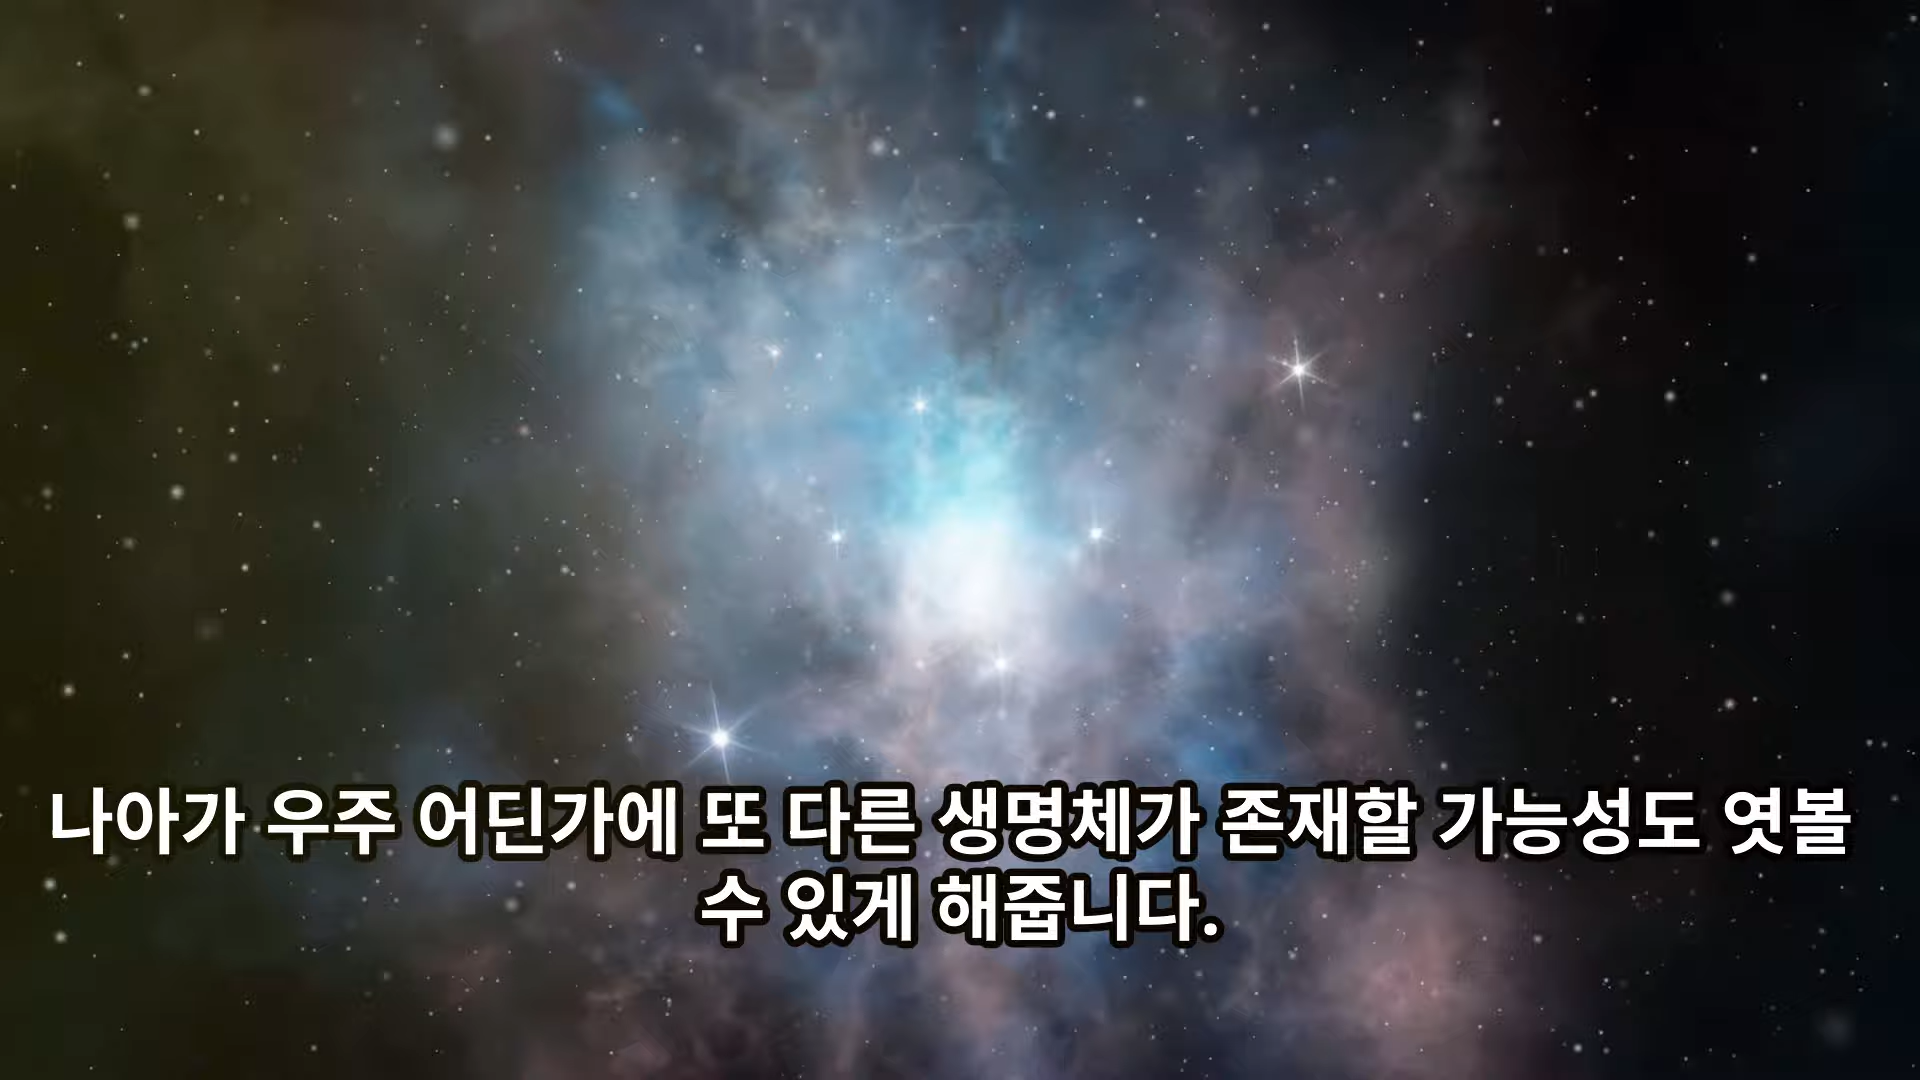 나아가 우주 어딘가에 또 다른 생명체가 존재할 가능성도 엿볼
수 있게 해줍니다.